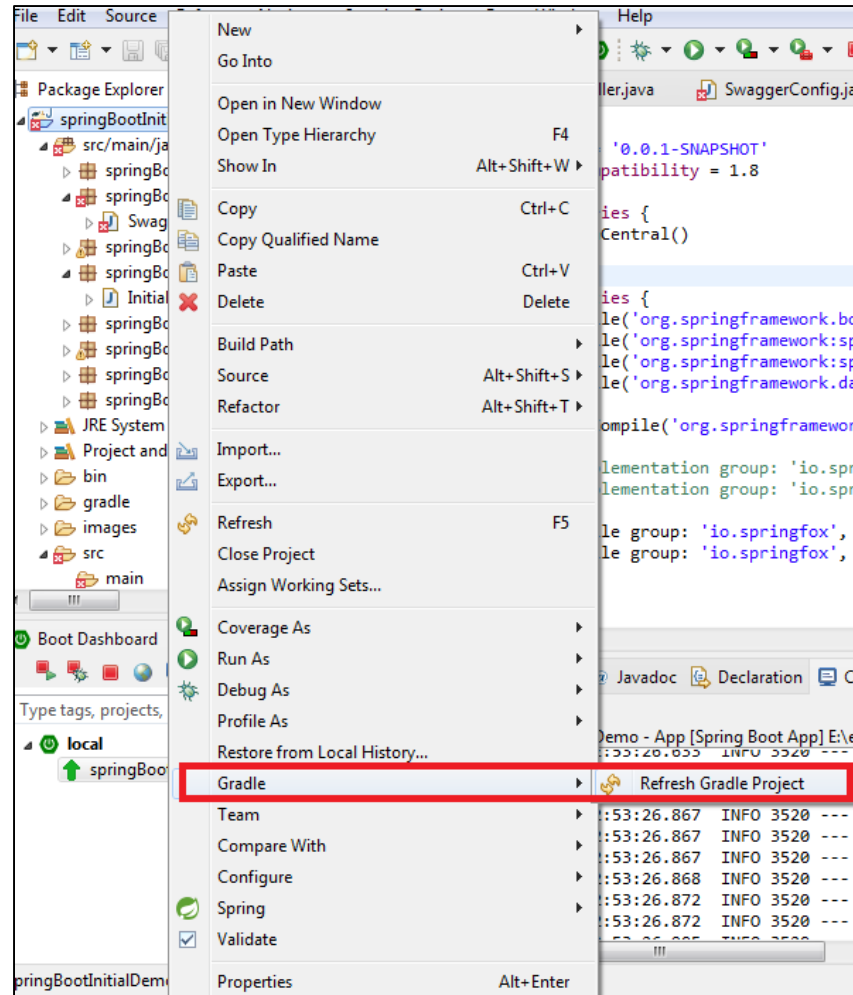 File Edit Source Help
Package Explorer
springBootInit
src/main/ja
springBo
springBo
Swag
springBo
springBo
Initial
springBo
springBo
springBo
springBo
JRE System
Project and
bin
gradle
images
src
main
Boot Dashboard
Type tags, projects,
local
springBoo
pringBootInitialDem
New
Go Into
Open in New Window
Open Type Hierarchy F4
Show In Alt+Shift+W
Copy Ctrl+C
Copy Qualified Name
Paste Ctrl+V
Delete Delete
Build Path
Source Alt+Shift+S
Refactor Alt+Shift+T
Import...
Export...
Refresh F5
Close Project
Assign Working Sets...
Coverage As
Run As
Debug As
Profile As
Restore from Local History...
Gradle
Refresh Gradle Project
Team
Compare With
Configure
Spring
Validate
Properties Alt+Enter
ller.java SwaggerConfig.ja
= '0.0.1-SNAPSHOT'
patibility = 1.8
ies {
Central()
ies {
le('org.springframework.bo
le('org.springframework:sp
le('org.springframework:sp
le('org.springframework.da
ompile('org.springframewor
lementation group: 'io.spr
lementation group: 'io.spr
le group: 'io.springfox',
le group: 'io.springfox',
Javadoc Declaration C
Demo - App [Spring Boot App] E:\e
:53:26.655 INFO 3520
:53:26.867 INFO 3520 ---
:53:26.867 INFO 3520 ---
:53:26.867 INFO 3520 ---
:53:26.868 INFO 3520 ---
:53:26.872 INFO 3520 ---
:53:26.872 INFO 3520 ---